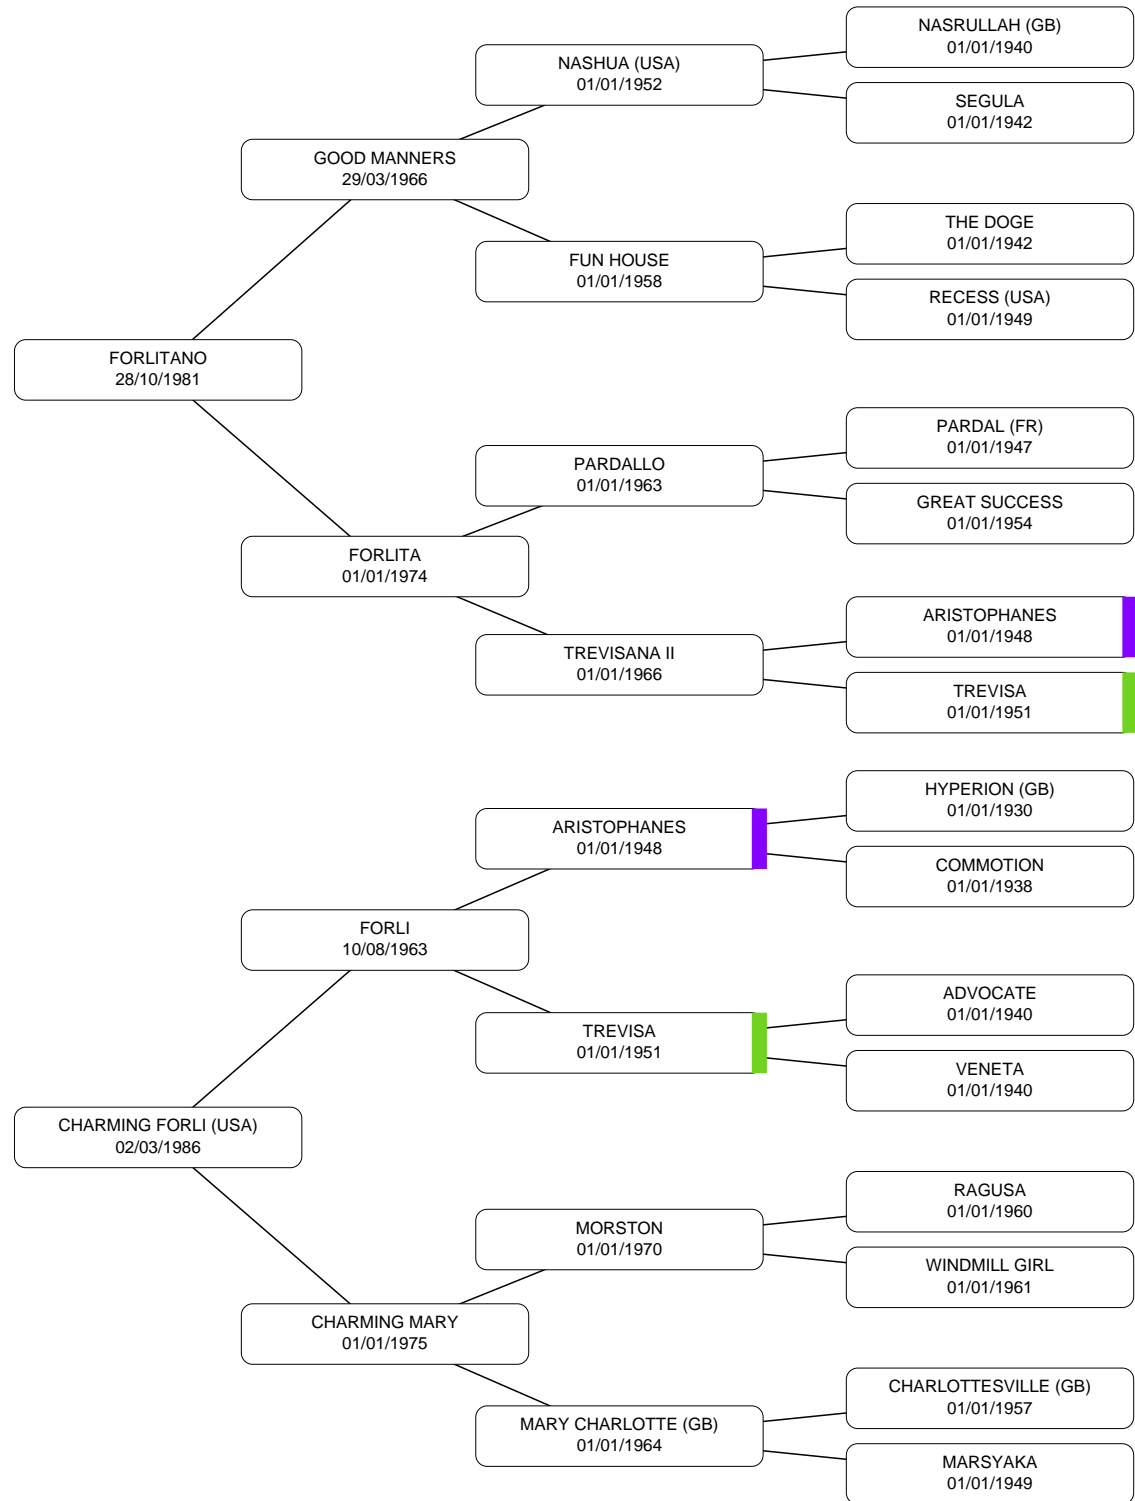 NASRULLAH (GB)
01/01/1940
NASHUA (USA)
01/01/1952
SEGULA
01/01/1942
GOOD MANNERS
29/03/1966
THE DOGE
01/01/1942
FUN HOUSE
01/01/1958
RECESS (USA)
01/01/1949
FORLITANO
28/10/1981
PARDAL (FR)
01/01/1947
PARDALLO
01/01/1963
GREAT SUCCESS
01/01/1954
FORLITA
01/01/1974
ARISTOPHANES
01/01/1948
TREVISANA II
01/01/1966
TREVISA
01/01/1951
HYPERION (GB)
01/01/1930
ARISTOPHANES
01/01/1948
COMMOTION
01/01/1938
FORLI
10/08/1963
ADVOCATE
01/01/1940
TREVISA
01/01/1951
VENETA
01/01/1940
CHARMING FORLI (USA)
02/03/1986
RAGUSA
01/01/1960
MORSTON
01/01/1970
WINDMILL GIRL
01/01/1961
CHARMING MARY
01/01/1975
CHARLOTTESVILLE (GB)
01/01/1957
MARY CHARLOTTE (GB)
01/01/1964
MARSYAKA
01/01/1949